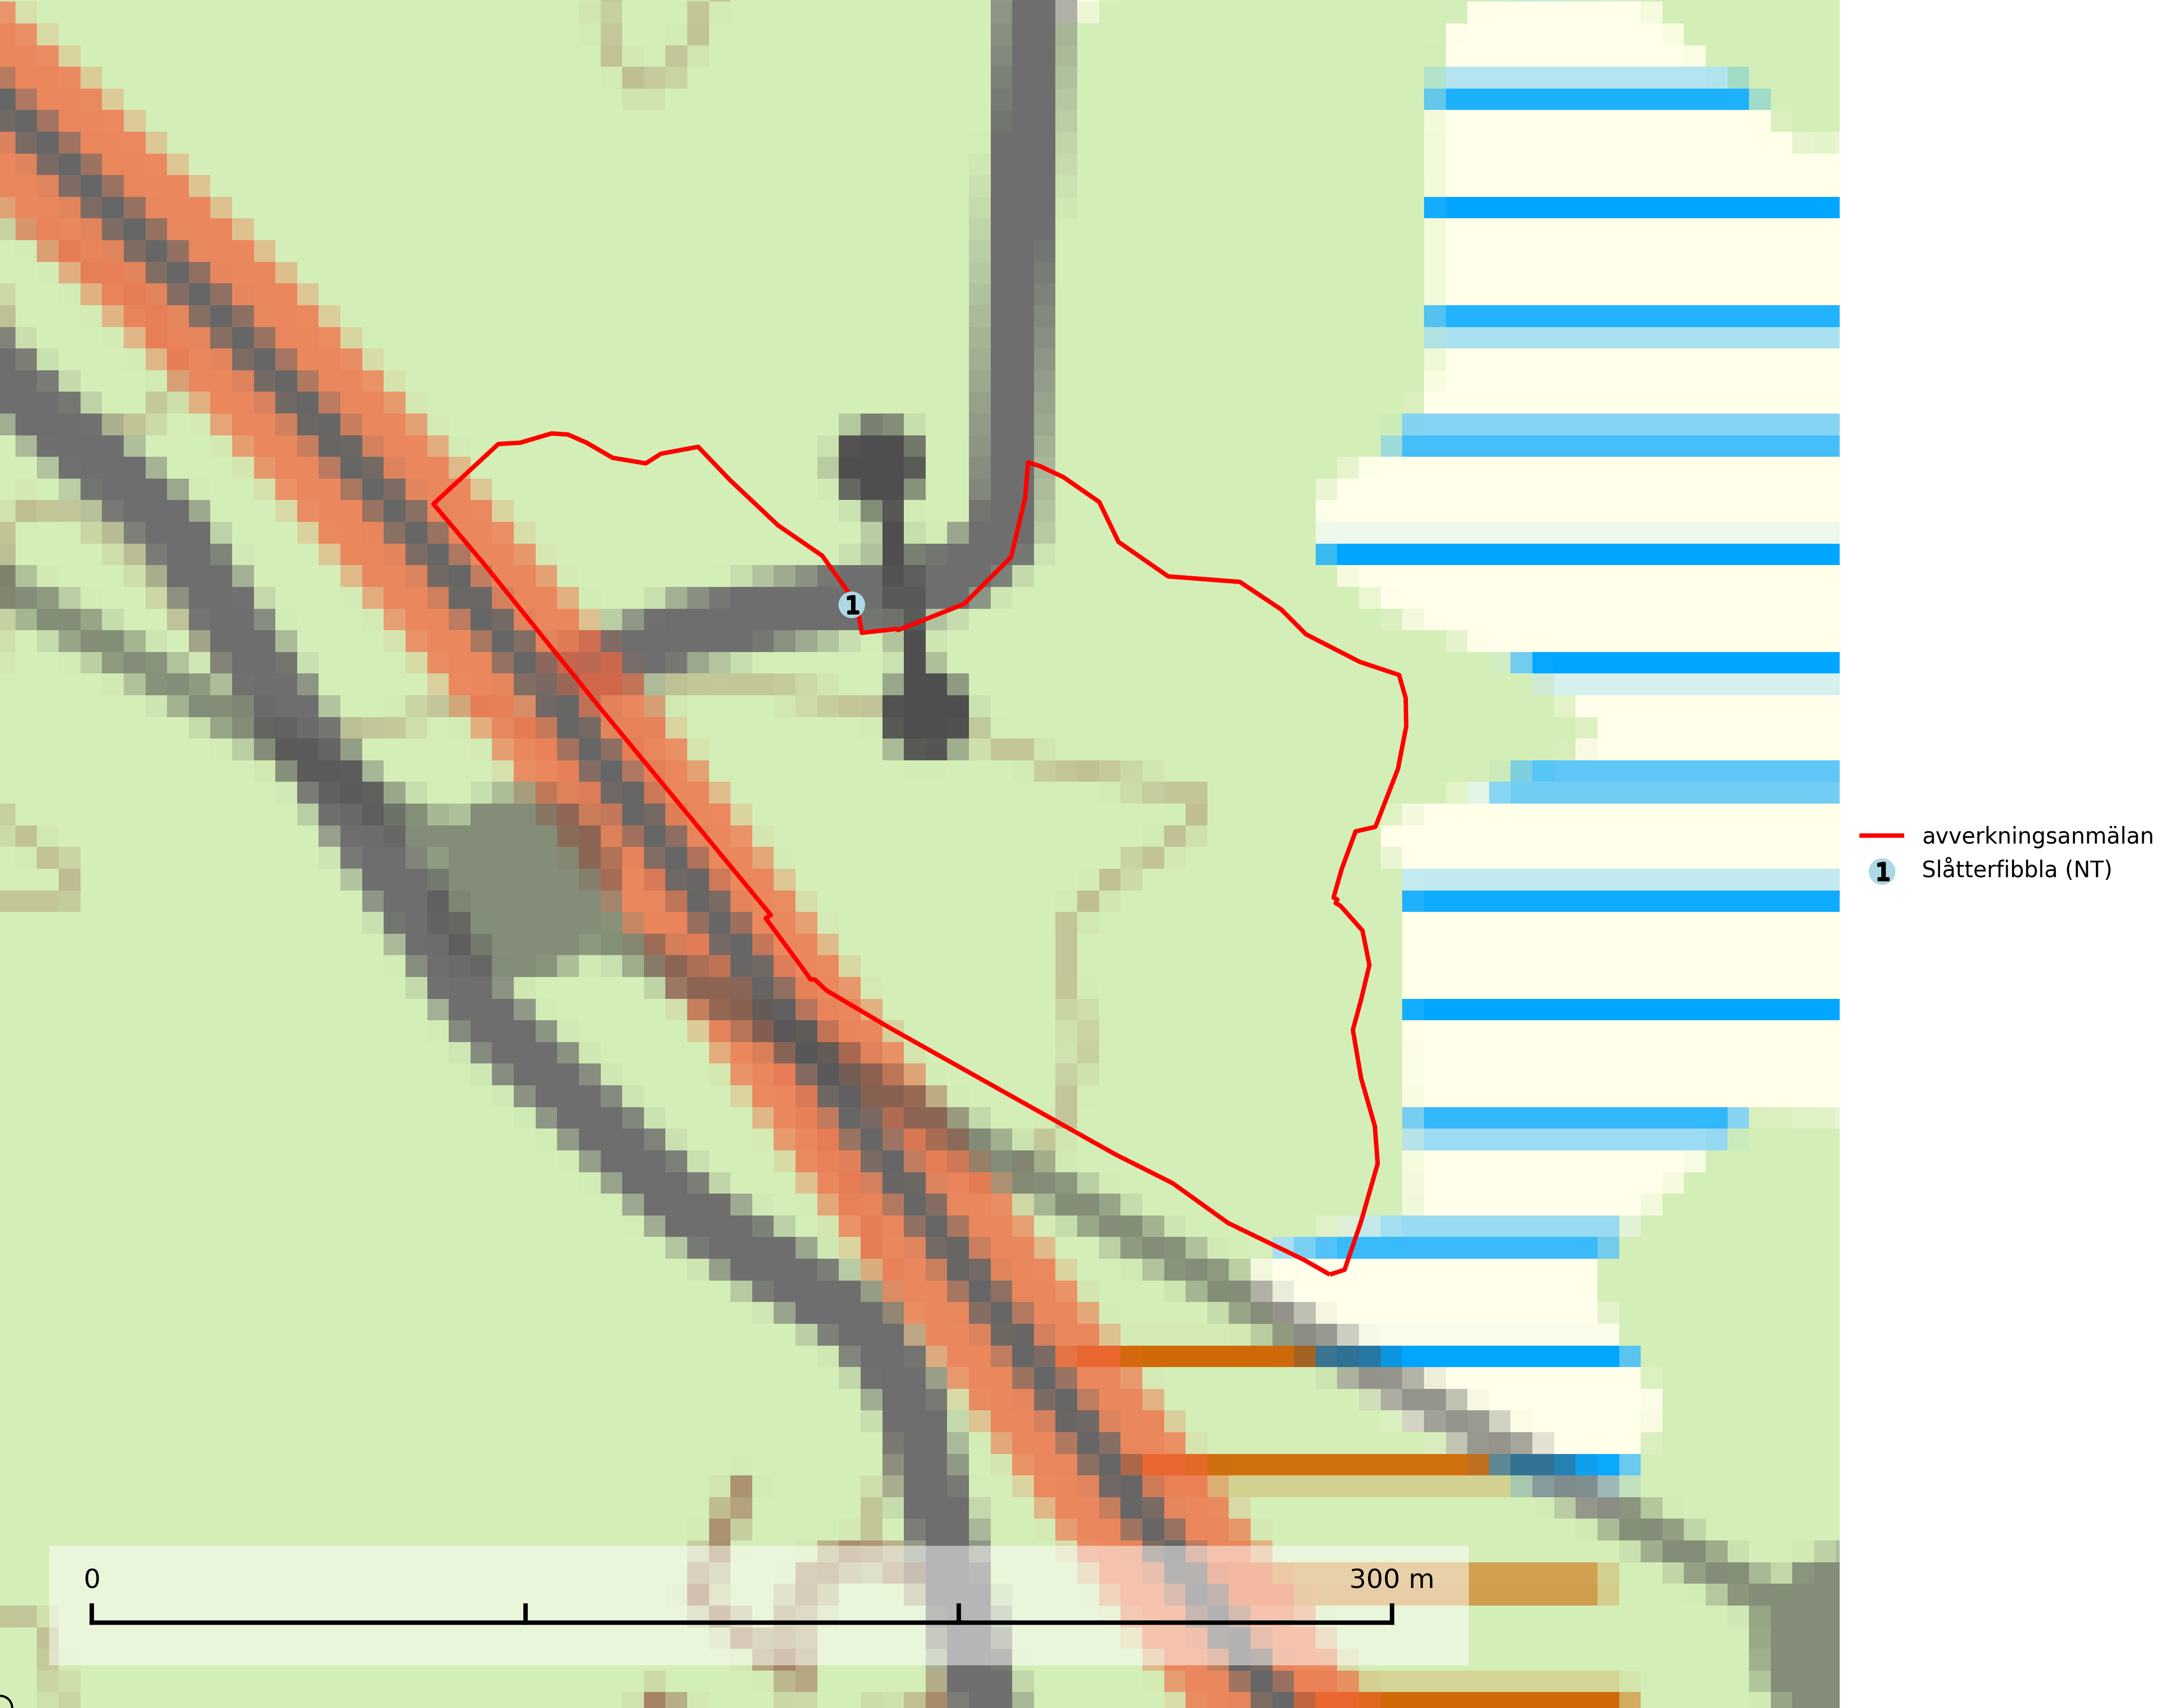 1
avverkningsanmälan
1 Slåtterfibbla (NT)
0 300 m